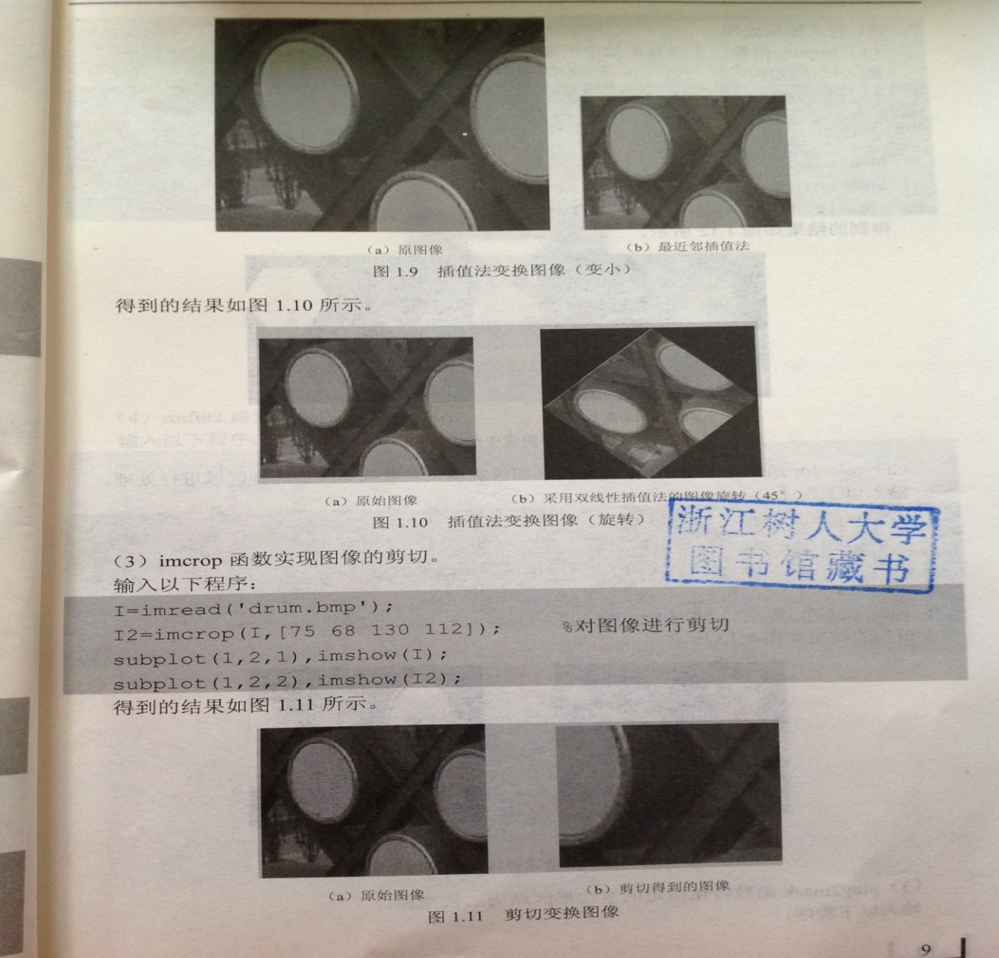 (a) 原图像
(b) 最近邻插值法
图 1.9 插值法变换图像（变小）
得到的结果如图 1.10 所示。
(a) 原始图像
(b) 采用双线性插值法的图像旋转（45°）
图 1.10 插值法变换图像（旋转）
浙江树人大学
图书馆藏书
（3）imcrop 函数实现图像的剪切。
输入以下程序：
I=imread('drum.bmp');
I2=imcrop(I,[75 68 130 112]); %对图像进行剪切
subplot(1,2,1),imshow(I);
subplot(1,2,2),imshow(I2);
得到的结果如图 1.11 所示。
(a) 原始图像
(b) 剪切得到的图像
图 1.11 剪切变换图像
9